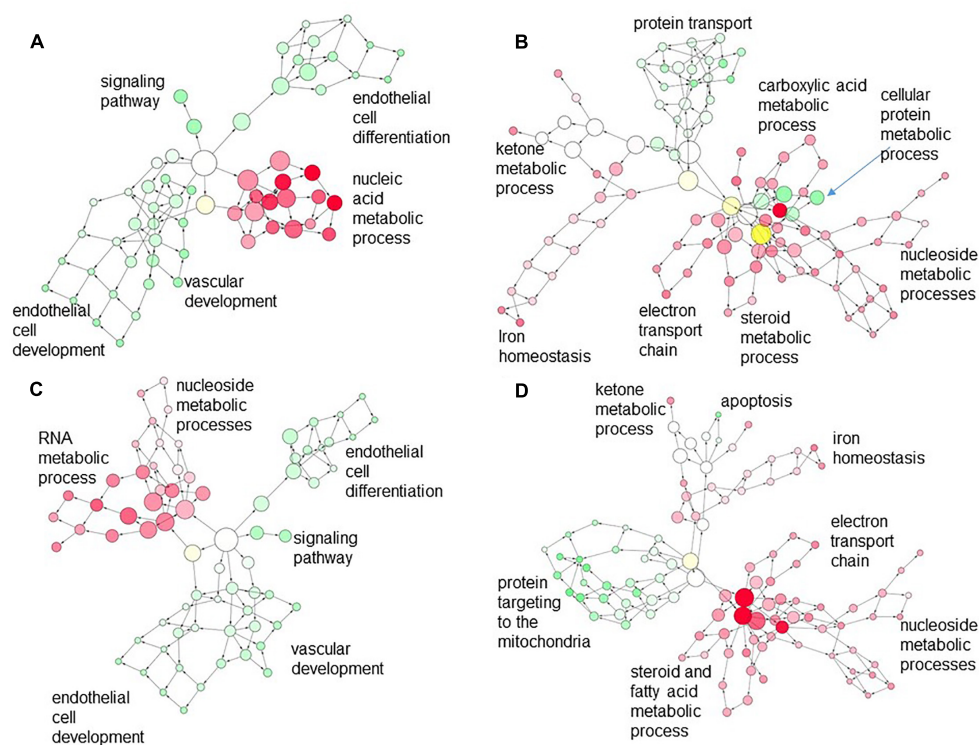 A
signaling
pathway
endothelial
cell
differentiation
nucleic
acid
metabolic
process
vascular
development
endothelial
cell
development
B
protein transport
carboxylic acid
metabolic
process
cellular
protein
metabolic
process
ketone
metabolic
process
nucleoside
metabolic
processes
electron
transport
chain
steroid
metabolic
process
Iron
homeostasis
C
nucleoside
metabolic
processes
RNA
metabolic
process
endothelial
cell
differentiation
signaling
pathway
vascular
development
endothelial
cell
development
D
ketone
metabolic
process
apoptosis
iron
homeostasis
electron
transport
chain
protein
targeting
to the
mitochondria
nucleoside
metabolic
processes
steroid and
fatty acid
metabolic
process